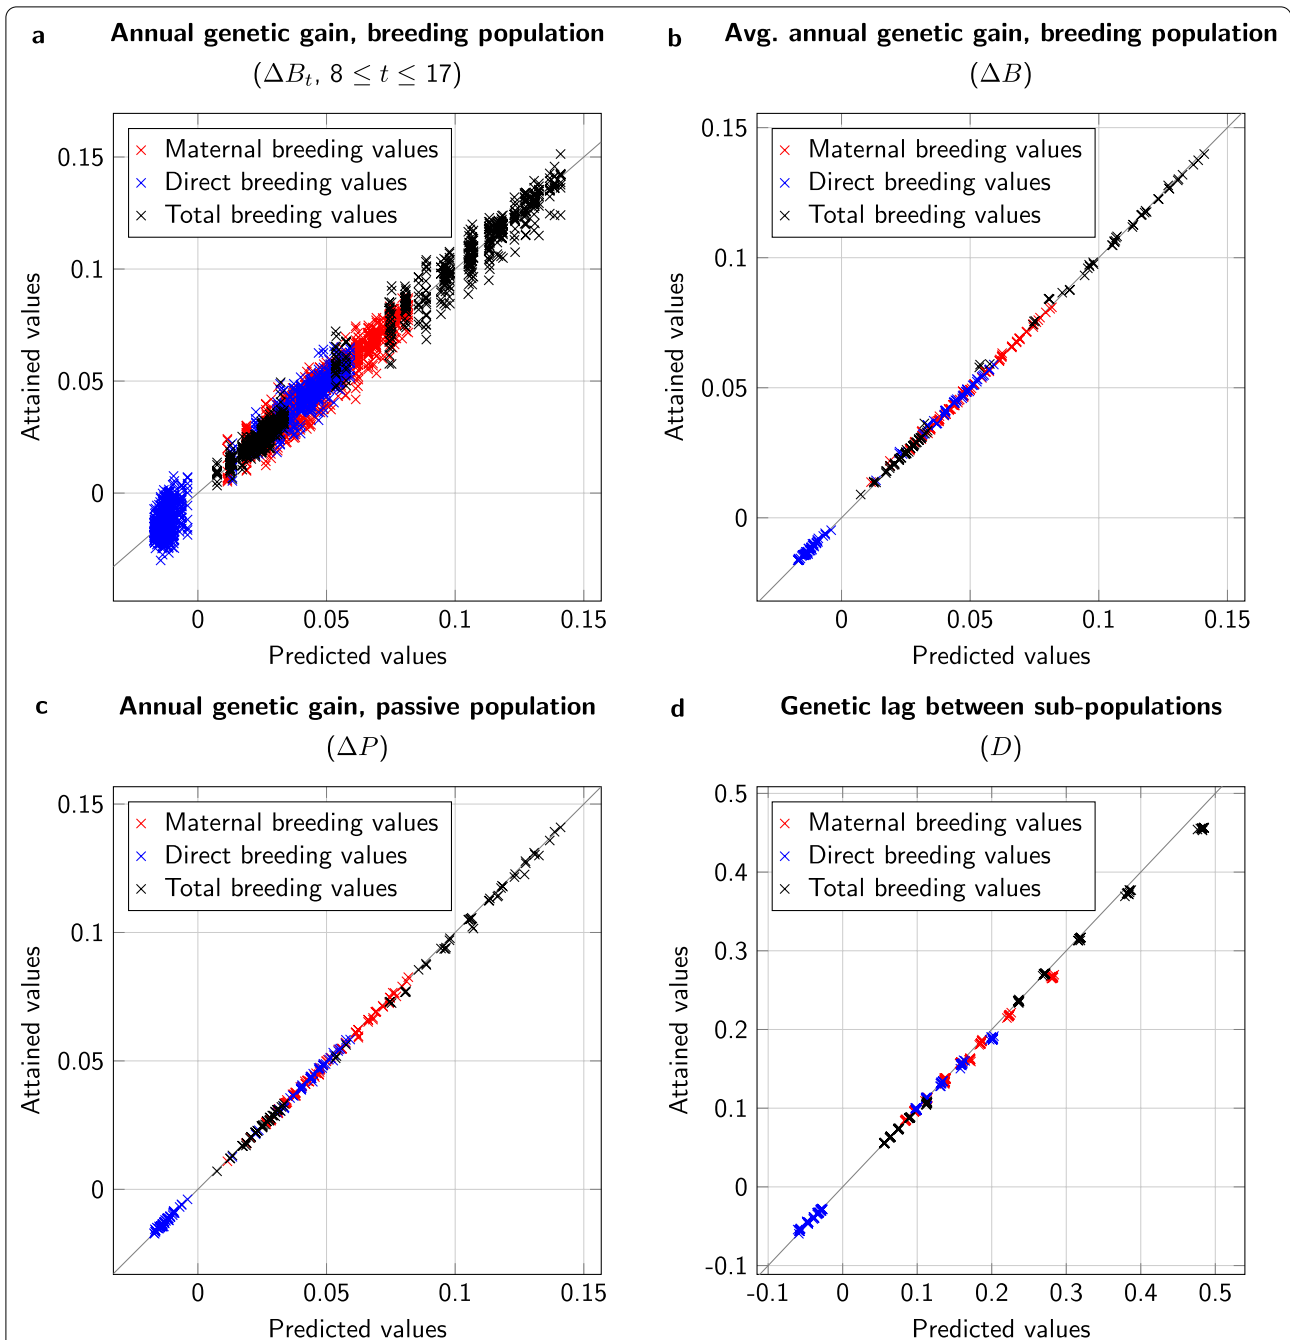 a Annual genetic gain, breeding population
(ΔB_t, 8 ≤ t ≤ 17)
Maternal breeding values
Direct breeding values
Total breeding values
0.15
0.1
0.05
0
Attained values
0 0.05 0.1 0.15
Predicted values
b Avg. annual genetic gain, breeding population
(ΔB)
Maternal breeding values
Direct breeding values
Total breeding values
0.15
0.1
0.05
0
Attained values
0 0.05 0.1 0.15
Predicted values
c Annual genetic gain, passive population
(ΔP)
Maternal breeding values
Direct breeding values
Total breeding values
0.15
0.1
0.05
0
Attained values
0 0.05 0.1 0.15
Predicted values
d Genetic lag between sub-populations
(D)
Maternal breeding values
Direct breeding values
Total breeding values
0.5
0.4
0.3
0.2
0.1
0
-0.1
Attained values
-0.1 0 0.1 0.2 0.3 0.4 0.5
Predicted values